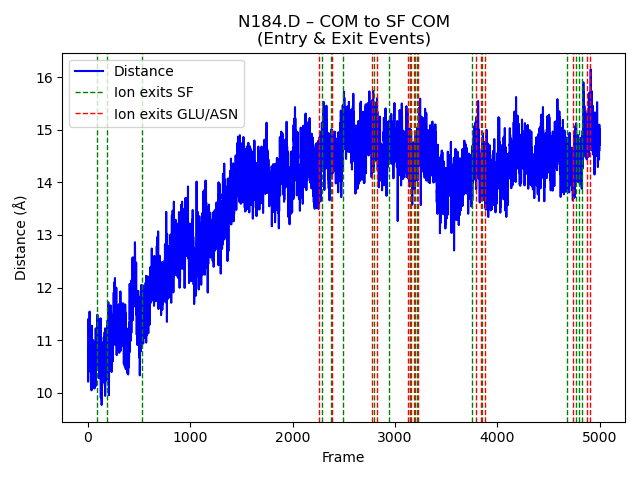 N184.D – COM to SF COM
(Entry & Exit Events)
Distance
Ion exits SF
Ion exits GLU/ASN
Distance (Å)
16
15
14
13
12
11
10
0
1000
2000
3000
4000
5000
Frame